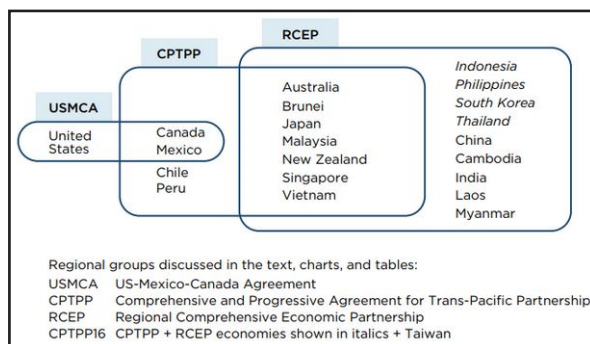 RCEP
CPTPP
USMCA
United
States
Canada
Mexico
Chile
Peru
Australia
Brunei
Japan
Malaysia
New Zealand
Singapore
Vietnam
Indonesia
Philippines
South Korea
Thailand
China
Cambodia
India
Laos
Myanmar
Regional groups discussed in the text, charts, and tables:
USMCA US-Mexico-Canada Agreement
CPTPP Comprehensive and Progressive Agreement for Trans-Pacific Partnership
RCEP Regional Comprehensive Economic Partnership
CPTPP16 CPTPP + RCEP economies shown in italics + Taiwan